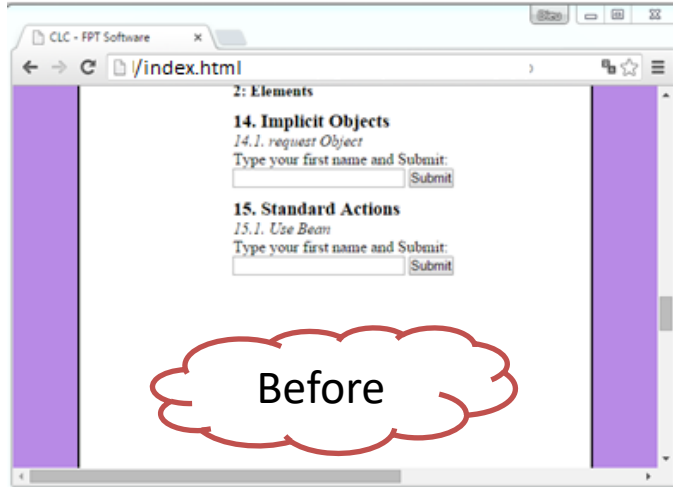 CLC - FPT Software
/index.html
2: Elements
14. Implicit Objects
14.1. request Object
Type your first name and Submit:
Submit
15. Standard Actions
15.1. Use Bean
Type your first name and Submit:
Submit
Before